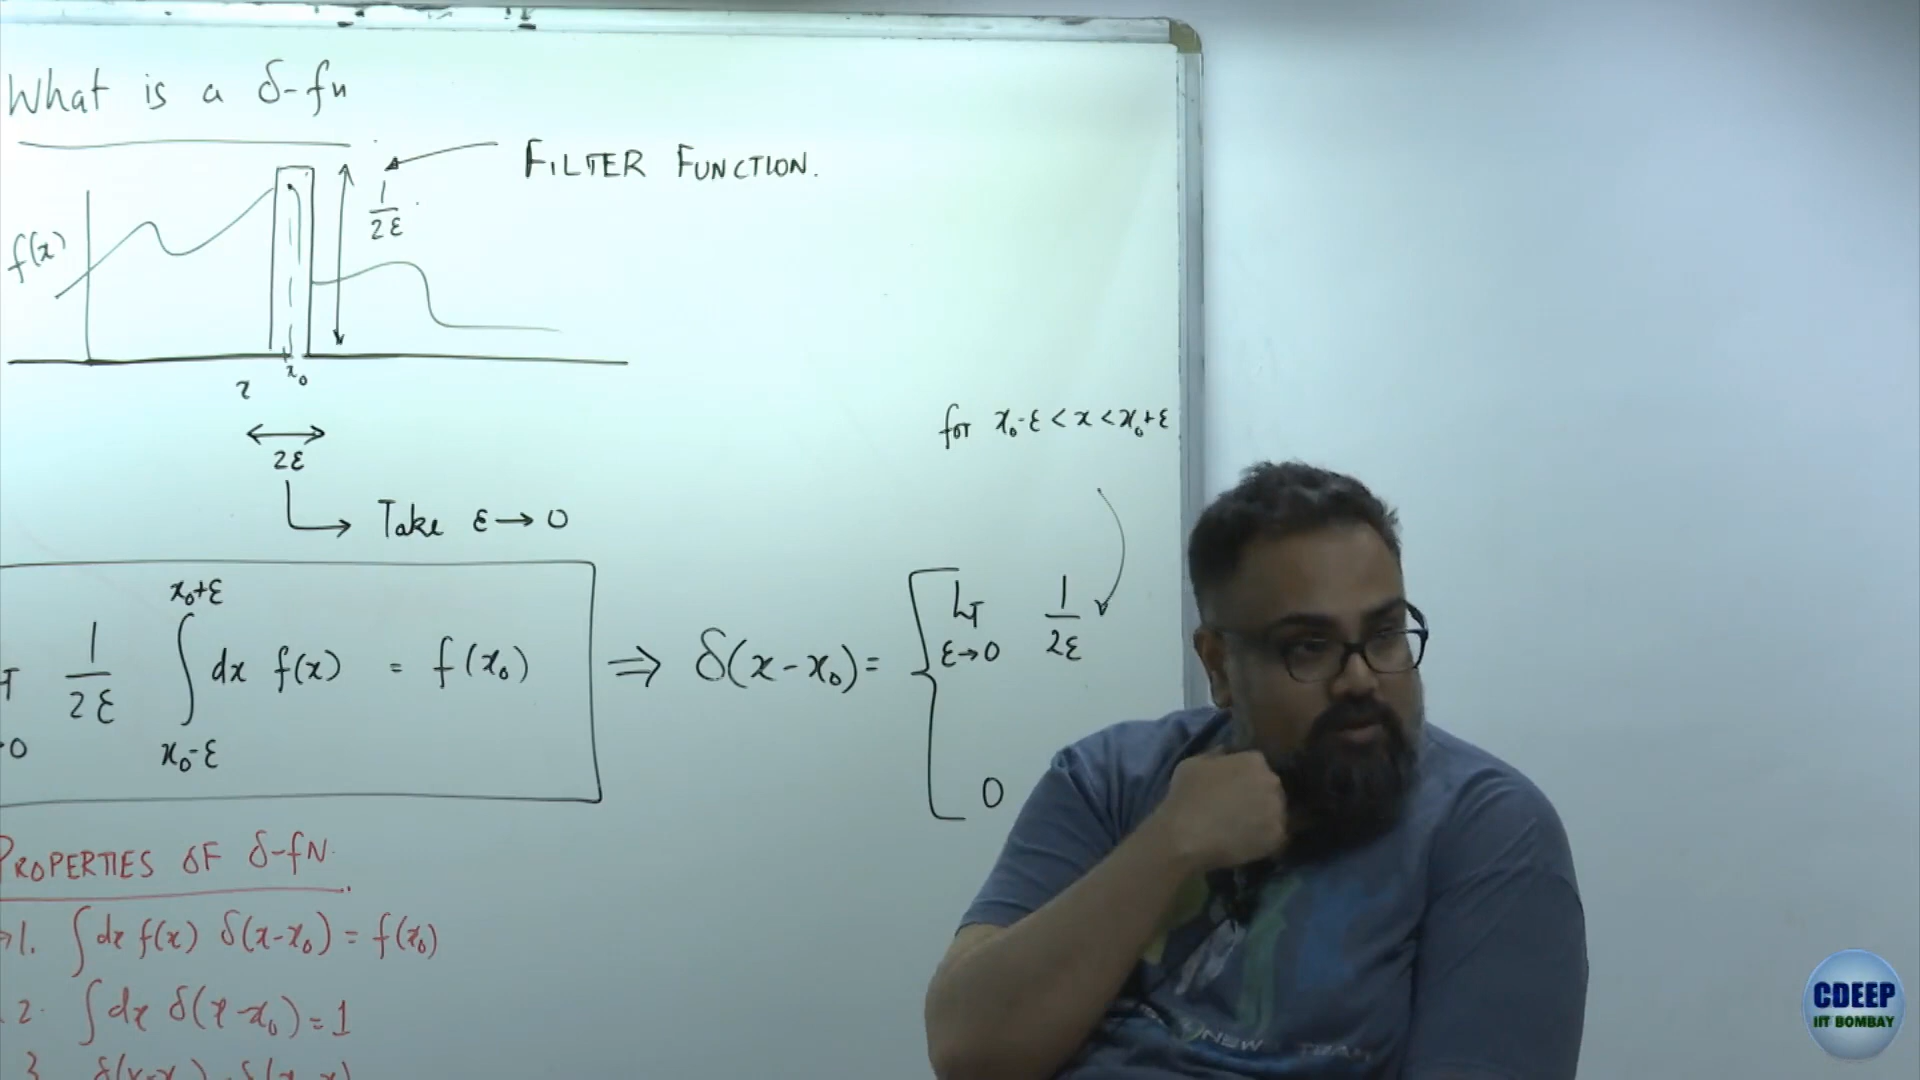 What is a δ-fn
FILTER FUNCTION.
1/2ε
f(x)
x₀
2ε
Take ε→0
for x₀-ε < x < x₀+ε
1/2ε ∫ x₀+ε x₀-ε dx f(x) = f(x₀) ⇒ δ(x-x₀) = { LT ε→0 1/2ε
0
PROPERTIES OF δ-fN.
1. ∫dx f(x) δ(x-x₀) = f(x₀)
2. ∫dx δ(x-x₀) = 1
3.
NEW
CDEEP
IIT BOMBAY